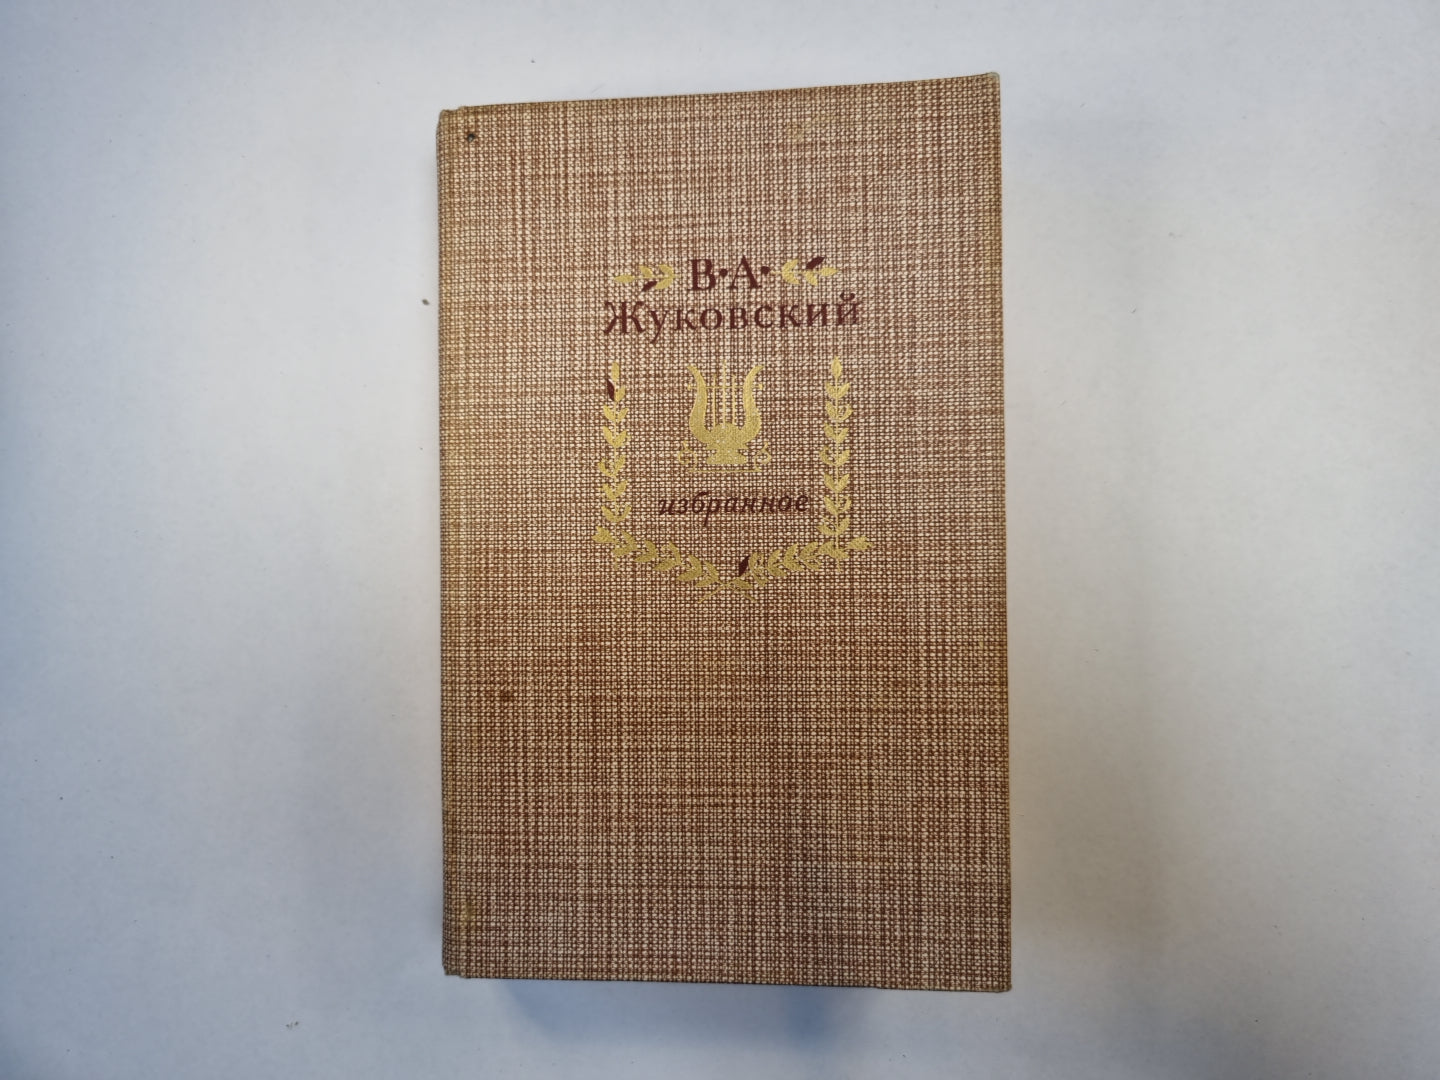 В·А·
Жуковский
избранное